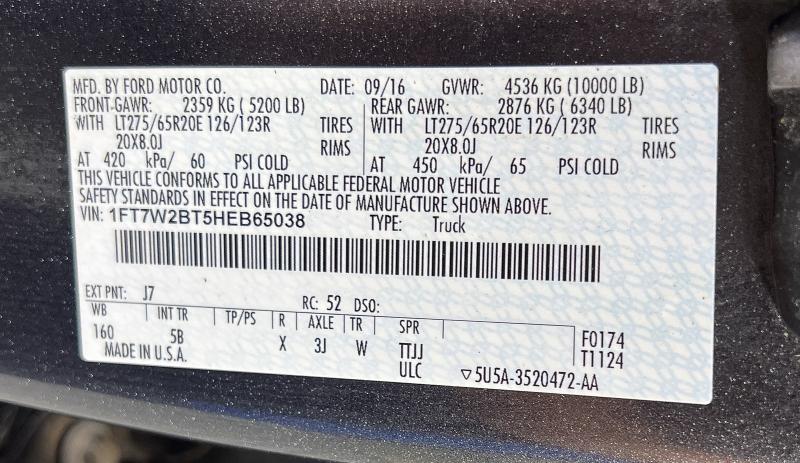 MFD. BY FORD MOTOR CO. DATE: 09/16 GVWR: 4536 KG (10000 LB)
FRONT-GAWR: 2359 KG ( 5200 LB) REAR GAWR: 2876 KG ( 6340 LB)
WITH LT275/65R20E 126/123R TIRES WITH LT275/65R20E 126/123R TIRES
20X8.0J RIMS 20X8.0J RIMS
AT 420 kPa/ 60 PSI COLD AT 450 kPa/ 65 PSI COLD
THIS VEHICLE CONFORMS TO ALL APPLICABLE FEDERAL MOTOR VEHICLE
SAFETY STANDARDS IN EFFECT ON THE DATE OF MANUFACTURE SHOWN ABOVE.
VIN: 1FT7W2BT5HEB65038 TYPE: Truck
EXT PNT: J7 RC: 52 DSO:
WB INT TR TP/PS R AXLE TR SPR F0174
160 5B X 3J W TTJJ T1124
MADE IN U.S.A. ULC ▽5U5A-3520472-AA